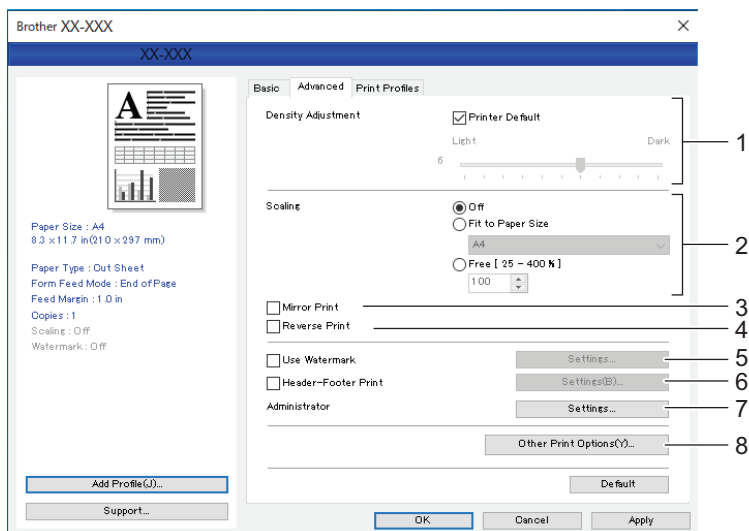 Brother XX-XXX
XX-XXX
Basic Advanced Print Profiles
A
Density Adjustment
Printer Default
Light Dark
6
1
Scaling
Off
Fit to Paper Size
A4
Free [ 25 - 400 % ]
100
2
Paper Size : A4
8.3 x 11.7 in(210 x 297 mm)
Paper Type : Cut Sheet
Form Feed Mode : End of Page
Feed Margin : 1.0 in
Copies : 1
Scaling : Off
Watermark : Off
Mirror Print 3
Reverse Print 4
Use Watermark Settings... 5
Header-Footer Print Settings(B)... 6
Administrator Settings... 7
Other Print Options(Y)... 8
Add Profile(J)...
Default
Support...
OK Cancel Apply